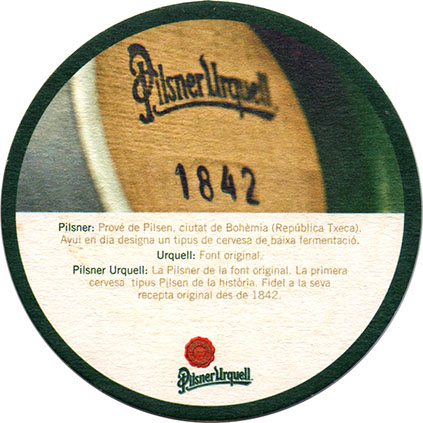 Pilsner Urquell
1842
Pilsner: Prové de Pilsen, ciutat de Bohèmia (República Txeca).
Avui en dia designa un tipus de cervesa de baixa fermentació.
Urquell: Font original.
Pilsner Urquell: La Pilsner de la font original. La primera
cervesa tipus Pilsen de la història. Fidel a la seva
recepta original des de 1842.
Pilsner Urquell